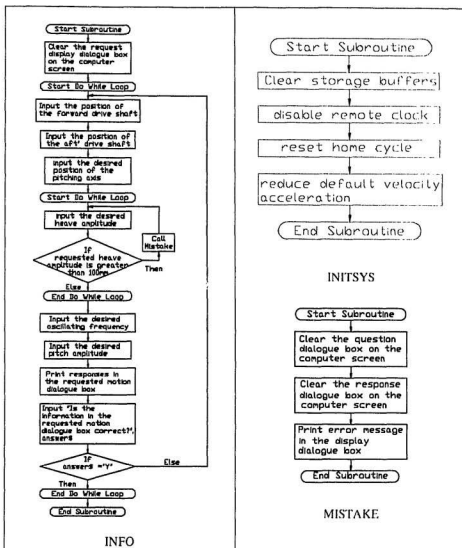 Start Subroutine
Clear the request
display dialogue box
on the computer
screen
Start Do While Loop
Input the position of
the forward drive shaft
Input the position of
the aft' drive shaft
Input the desired
position of the
pitching axis
Start Do While Loop
Input the desired
heave amplitude
Call
Mistake
If
requested heave
amplitude is greater
than 100mm
Then
Else
End Do While Loop
Input the desired
oscillating frequency
Input the desired
pitch amplitude
Print responses in
the requested motion
dialogue box
Input "Is the
information in the
requested motion
dialogue box correct?",
answer$
If
answer$ ="Y"
Else
Then
End Do While Loop
End Subroutine
INFO
Start Subroutine
Clear storage buffers
disable remote clock
reset home cycle
reduce default velocity
acceleration
End Subroutine
INITSYS
Start Subroutine
Clear the question
dialogue box on the
computer screen
Clear the response
dialogue box on the
computer screen
Print error message
in the display
dialogue box
End Subroutine
MISTAKE